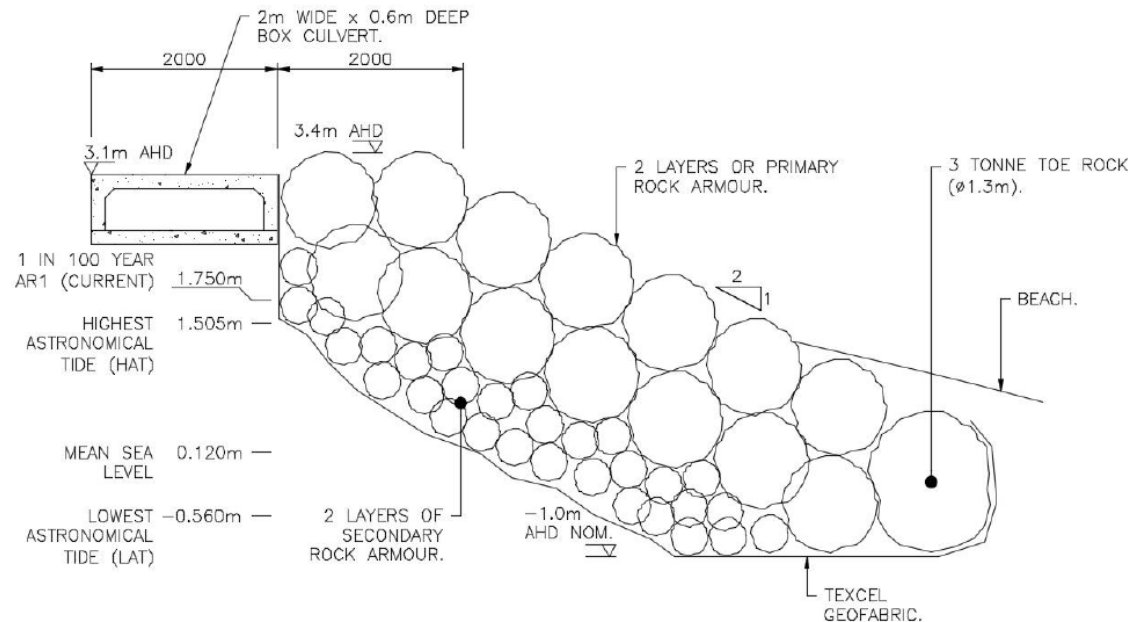 2m WIDE x 0.6m DEEP
BOX CULVERT.
2000
2000
3.4m AHD
3.1m AHD
2 LAYERS OR PRIMARY
ROCK ARMOUR.
3 TONNE TOE ROCK
(ø1.3m).
1 IN 100 YEAR
AR1 (CURRENT)
1.750m
2
1
BEACH.
HIGHEST
ASTRONOMICAL
TIDE (HAT)
1.505m
MEAN SEA
LEVEL
0.120m
LOWEST
ASTRONOMICAL
TIDE (LAT)
-0.560m
2 LAYERS OF
SECONDARY
ROCK ARMOUR.
-1.0m
AHD NOM.
TEXCEL
GEOFABRIC.